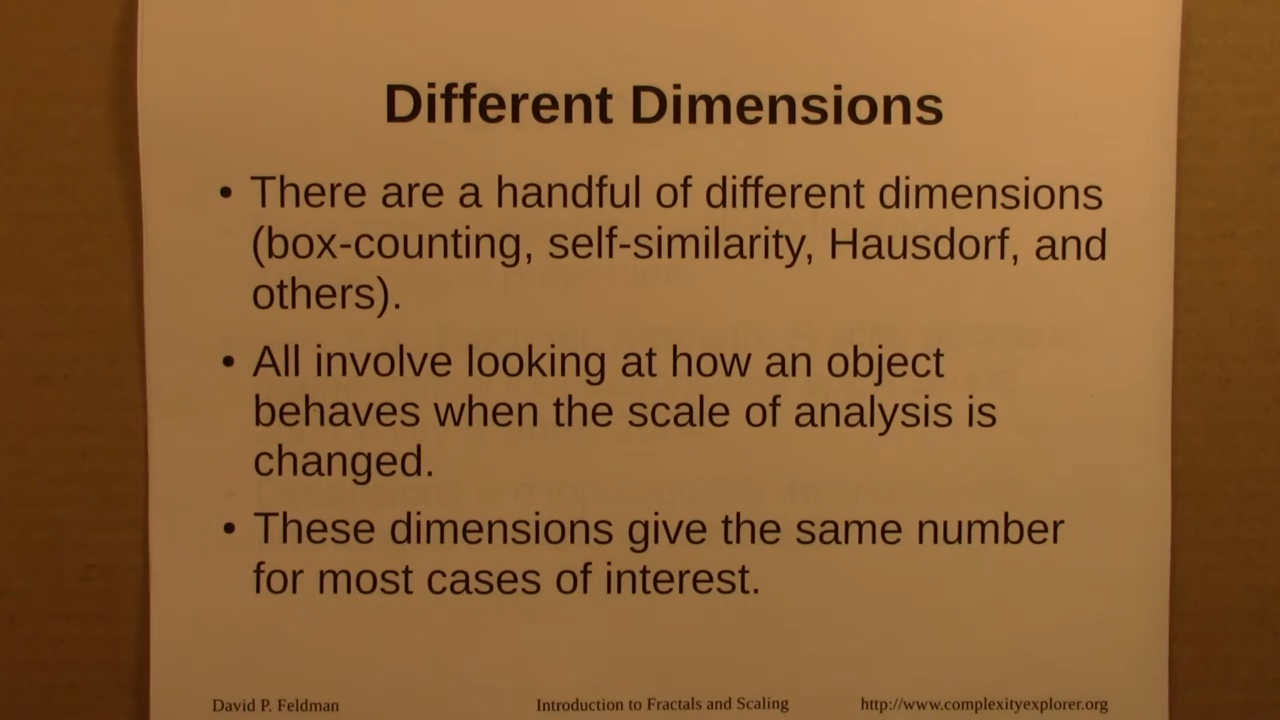 Different Dimensions
• There are a handful of different dimensions
(box-counting, self-similarity, Hausdorf, and
others).
• All involve looking at how an object
behaves when the scale of analysis is
changed.
• These dimensions give the same number
for most cases of interest.
David P. Feldman Introduction to Fractals and Scaling http://www.complexityexplorer.org